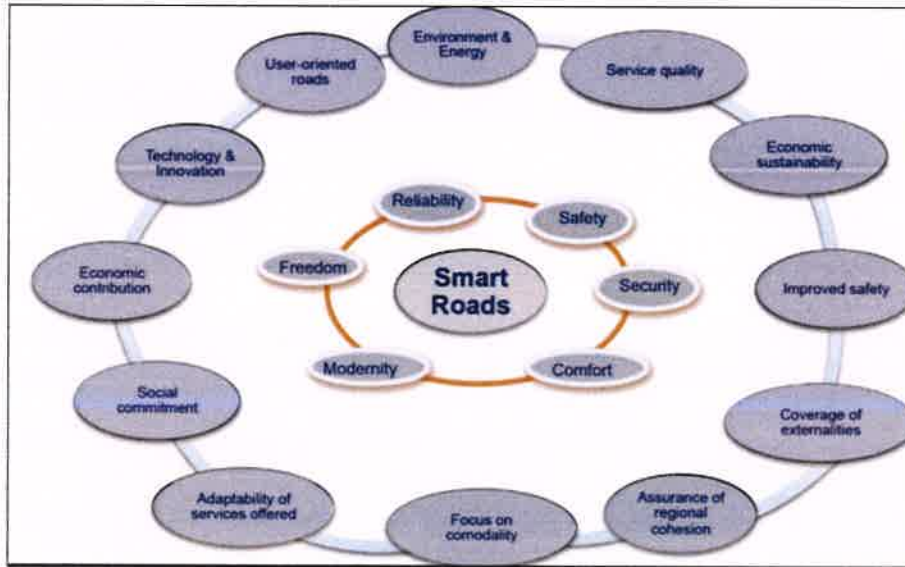 Environment &
Energy
User-oriented
roads
Service quality
Technology &
Innovation
Economic
sustainability
Reliability
Safety
Freedom
Smart
Roads
Security
Economic
contribution
Improved safety
Modernity
Comfort
Social
commitment
Coverage of
externalities
Adaptability of
services offered
Focus on
comodality
Assurance of
regional
cohesion